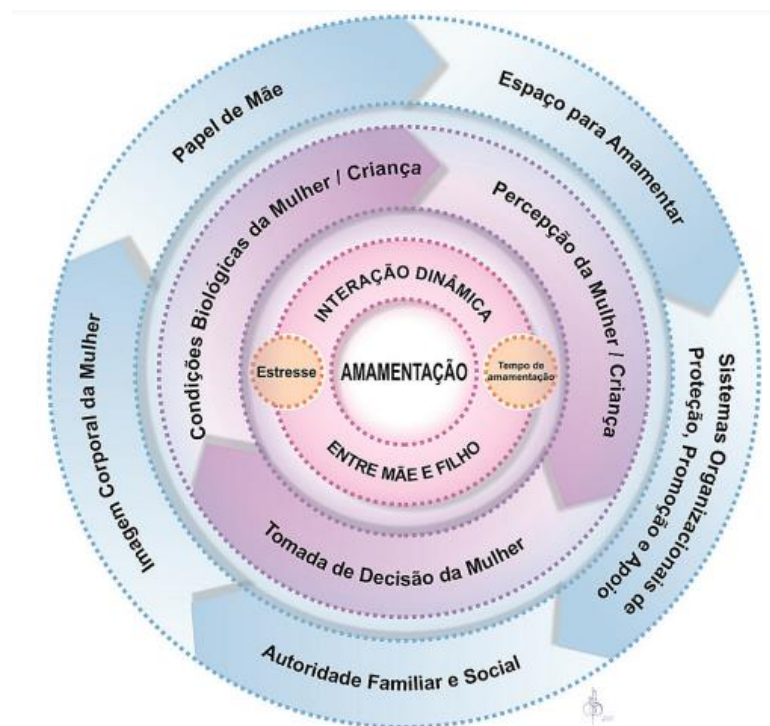 Papel de Mãe
Espaço para Amamentar
Condições Biológicas da Mulher / Criança
Percepção da Mulher / Criança
INTERAÇÃO DINÂMICA
Estresse
AMAMENTAÇÃO
Tempo de
amamentação
ENTRE MÃE E FILHO
Imagem Corporal da Mulher
Sistemas Organizacionais de
Proteção, Promoção e Apoio
Tomada de Decisão da Mulher
Autoridade Familiar e Social